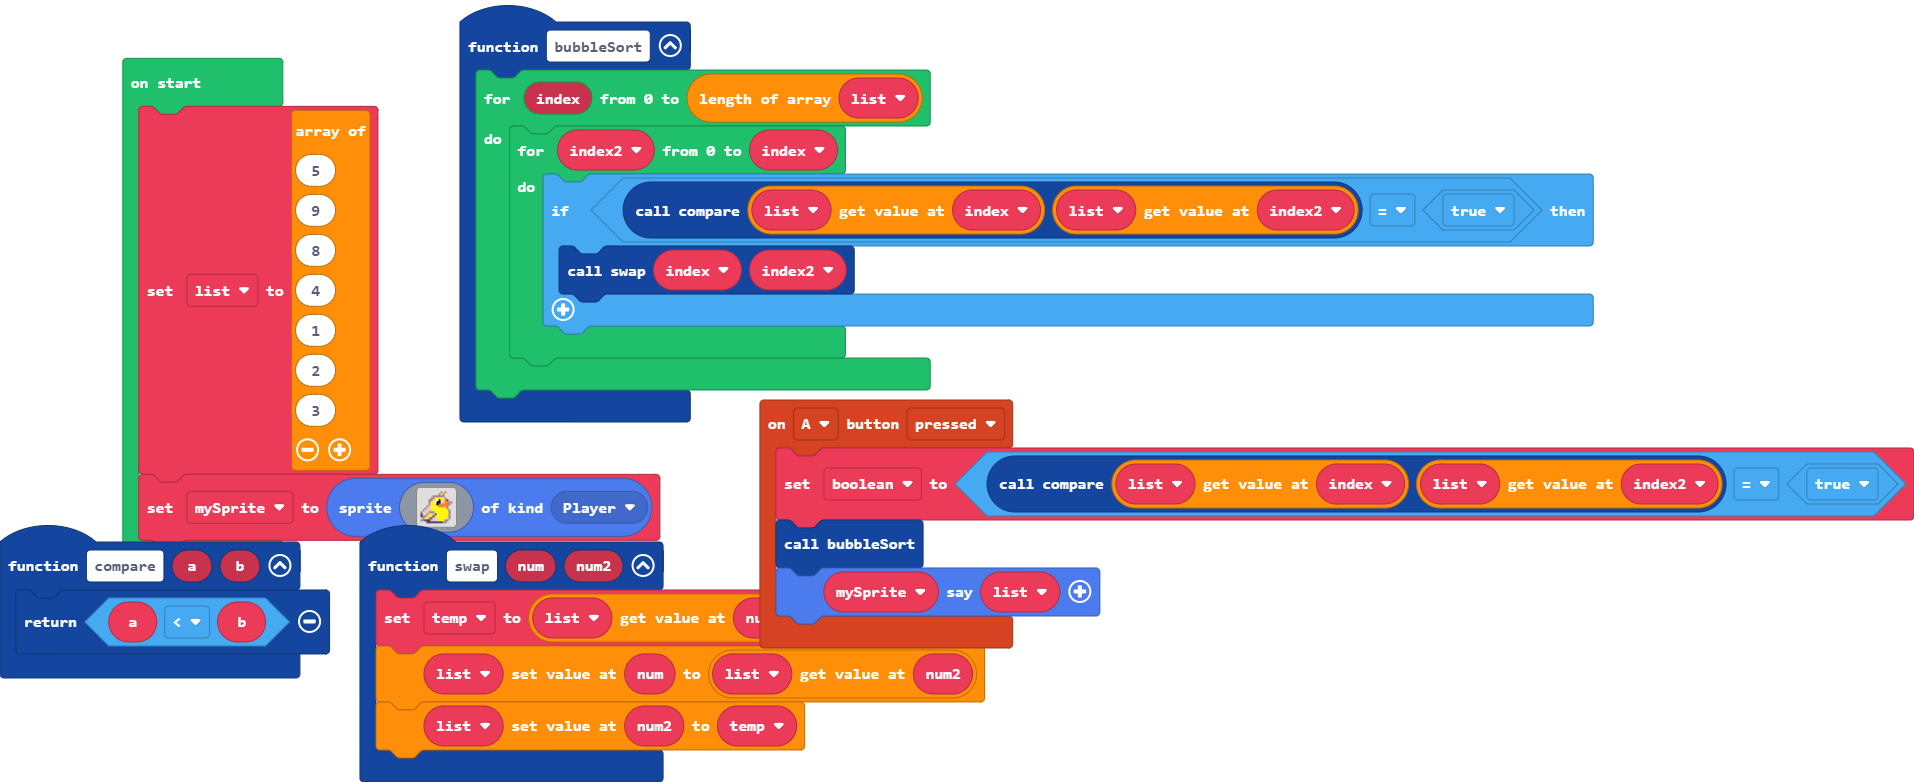 on start
set list to array of
5
9
8
4
1
2
3
set mySprite to sprite of kind Player
function bubbleSort
for index from 0 to length of array list
do
for index2 from 0 to index
do
if call compare list get value at index list get value at index2 = true then
call swap index index2
on A button pressed
set boolean to call compare list get value at index list get value at index2 = true
call bubbleSort
mySprite say list
function compare a b
return a < b
function swap num num2
set temp to list get value at
list set value at num to list get value at num2
list set value at num2 to temp